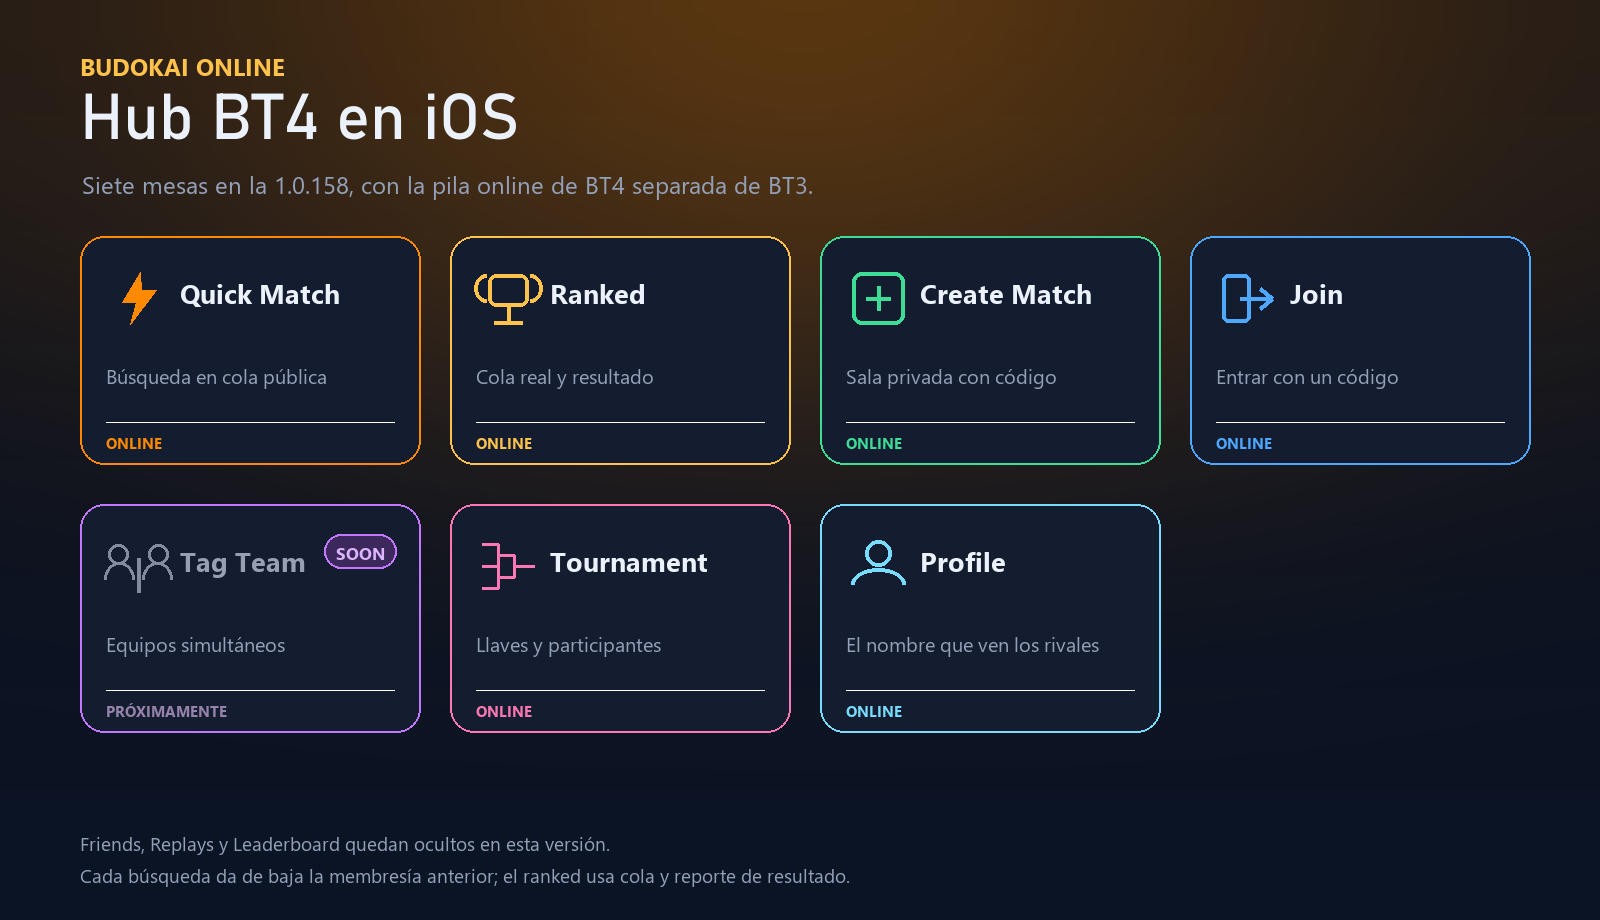 BUDOKAI ONLINE
Hub BT4 en iOS
Siete mesas en la 1.0.158, con la pila online de BT4 separada de BT3.
Quick Match
Búsqueda en cola pública
ONLINE
Ranked
Cola real y resultado
ONLINE
Create Match
Sala privada con código
ONLINE
Join
Entrar con un código
ONLINE
Tag Team
SOON
Equipos simultáneos
PRÓXIMAMENTE
Tournament
Llaves y participantes
ONLINE
Profile
El nombre que ven los rivales
ONLINE
Friends, Replays y Leaderboard quedan ocultos en esta versión.
Cada búsqueda da de baja la membresía anterior; el ranked usa cola y reporte de resultado.